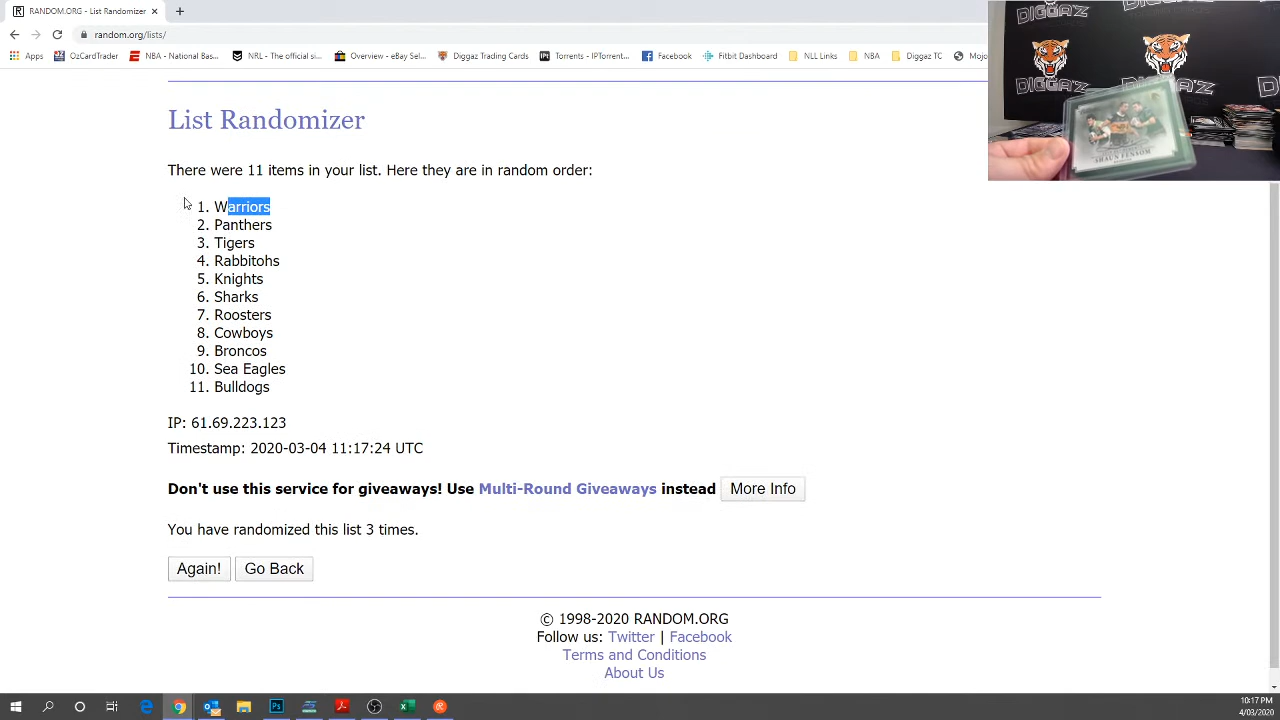 RANDOM.ORG - List Randomizer
random.org/lists/
Apps
OzCardTrader
NBA - National Bas...
NRL - The official si...
Overview - eBay Sel...
Diggaz Trading Cards
Torrents - IPTorrent...
Facebook
Fitbit Dashboard
NLL Links
NBA
Diggaz TC
Mojo
DIGGA'Z
DIGGA'Z
SHAUN FENSOM
List Randomizer
There were 11 items in your list. Here they are in random order:
1. Warriors
2. Panthers
3. Tigers
4. Rabbitohs
5. Knights
6. Sharks
7. Roosters
8. Cowboys
9. Broncos
10. Sea Eagles
11. Bulldogs
IP: 61.69.223.123
Timestamp: 2020-03-04 11:17:24 UTC
Don't use this service for giveaways! Use Multi-Round Giveaways instead More Info
You have randomized this list 3 times.
Again! Go Back
© 1998-2020 RANDOM.ORG
Follow us: Twitter | Facebook
Terms and Conditions
About Us
10:17 PM
4/03/2020